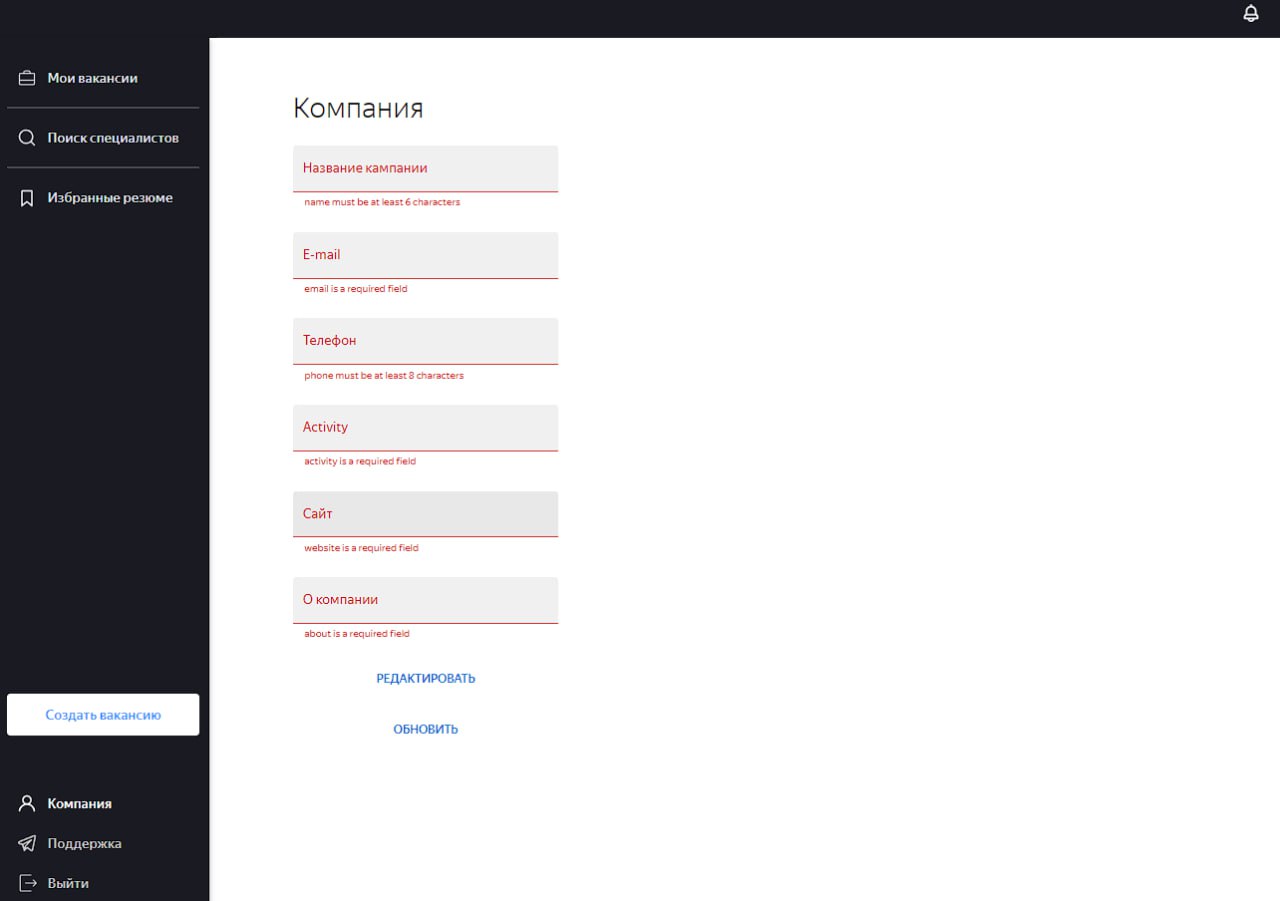 Мои вакансии
Поиск специалистов
Избранные резюме
Создать вакансию
Компания
Поддержка
Выйти
Компания
Название кампании
name must be at least 6 characters
E-mail
email is a required field
Телефон
phone must be at least 8 characters
Activity
activity is a required field
Сайт
website is a required field
О компании
about is a required field
РЕДАКТИРОВАТЬ
ОБНОВИТЬ